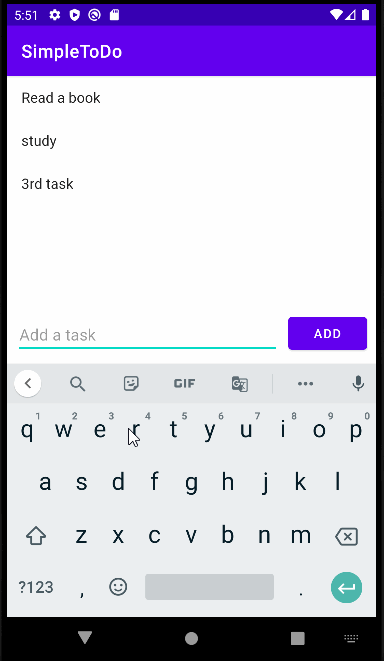 5:51
SimpleToDo
Read a book
study
3rd task
Add a task
ADD
GIF
1 2 3 4 5 6 7 8 9 0
q w e r t y u i o p
a s d f g h j k l
z x c v b n m
?123 , .